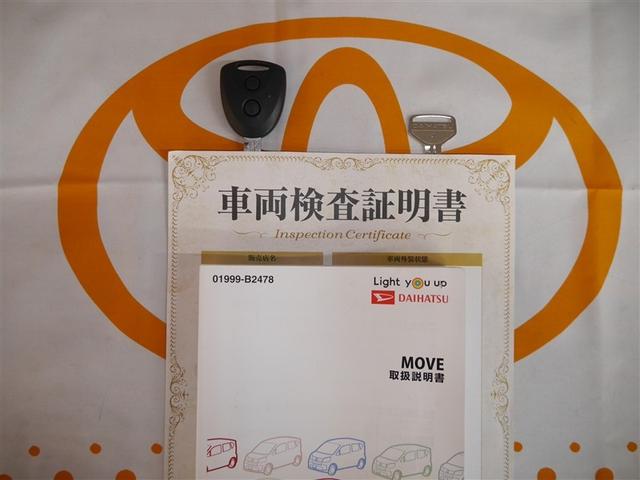 車両検査証明書
Inspection Certificate
販売店名
車両外装状態
01999-B2478
Light you up
DAIHATSU
MOVE
取扱説明書